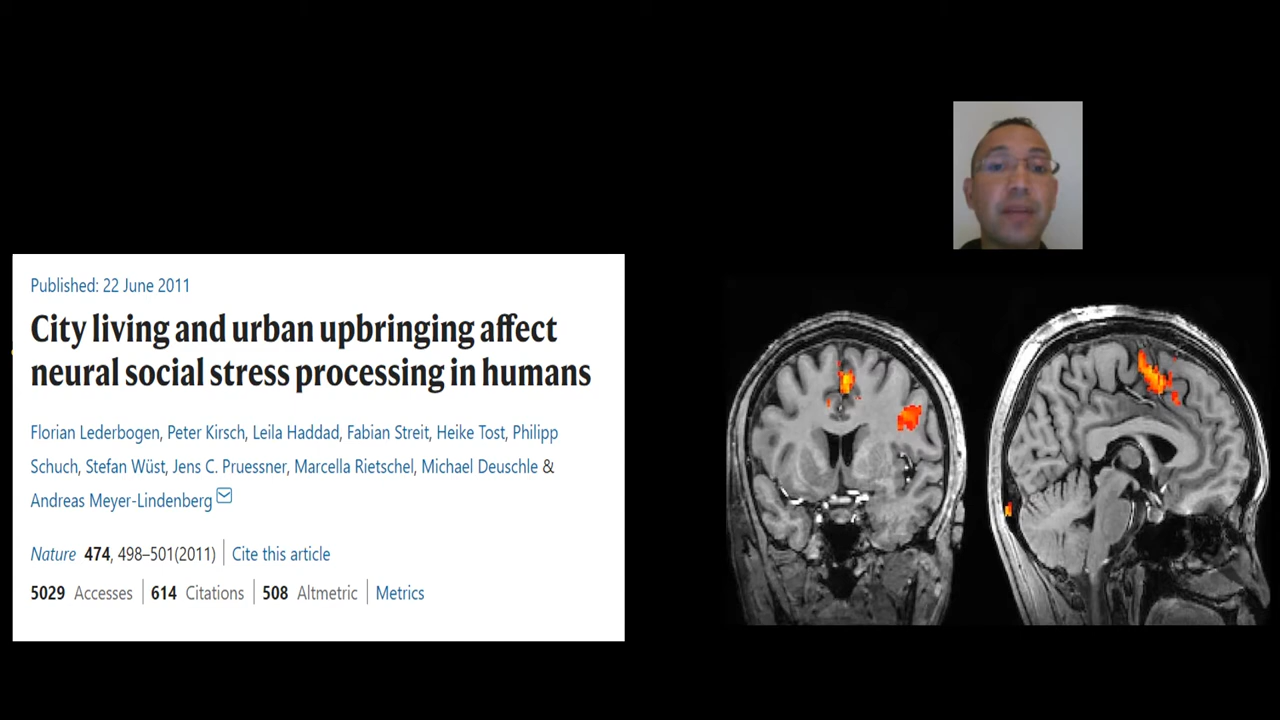 Published: 22 June 2011
City living and urban upbringing affect
neural social stress processing in humans
Florian Lederbogen, Peter Kirsch, Leila Haddad, Fabian Streit, Heike Tost, Philipp
Schuch, Stefan Wüst, Jens C. Pruessner, Marcella Rietschel, Michael Deuschle &
Andreas Meyer-Lindenberg
Nature 474, 498–501(2011) Cite this article
5029 Accesses 614 Citations 508 Altmetric Metrics